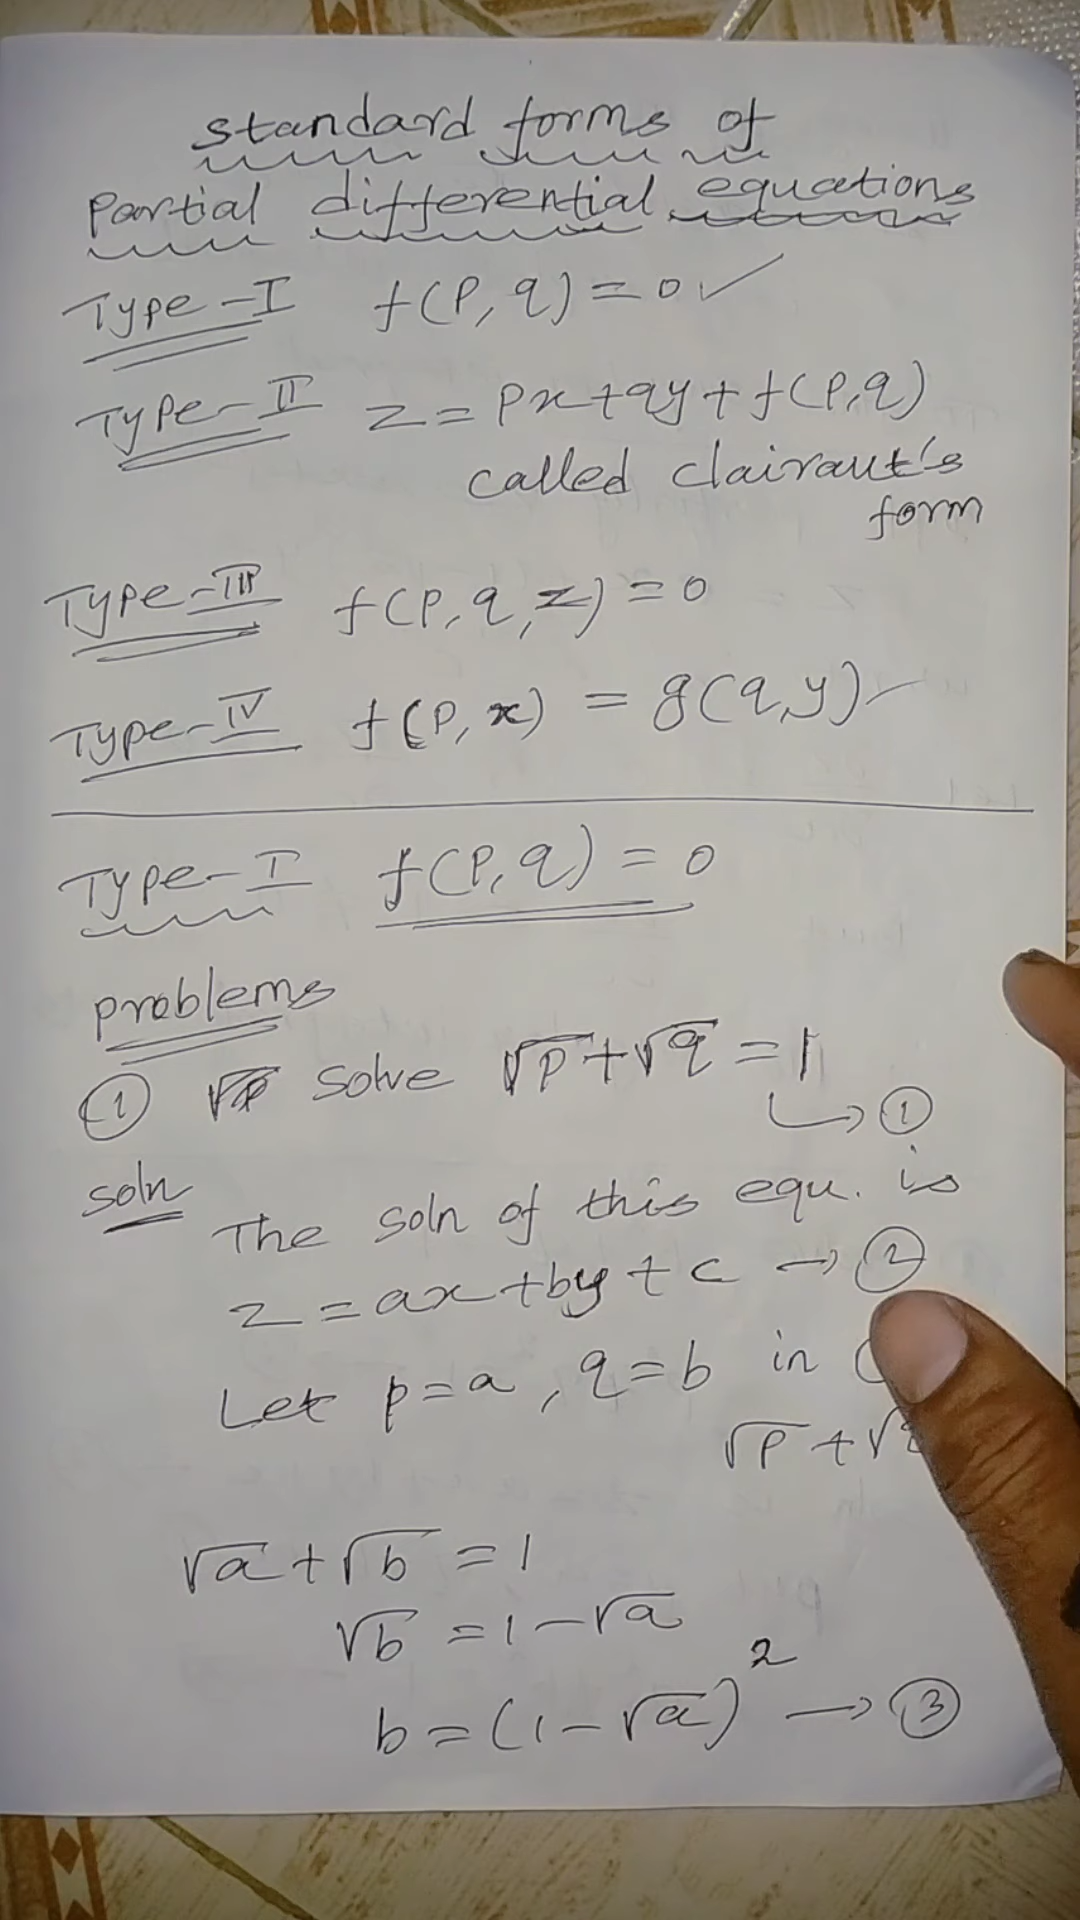 standard forms of
partial differential equations
Type-I f(P,q)=0✓
Type-II z=Px+qy+f(P,q)
called clairaut's
form
Type-III f(P,q,z)=0
Type-IV f(P,x) = g(q,y)
Type-I f(P,q)=0
problems
① Solve √p+√q=1
↳①
soln
The soln of this equ. is
z=ax+by+c →②
Let p=a, q=b in
√p+√
√a+√b=1
√b=1-√a
b=(1-√a)² →③